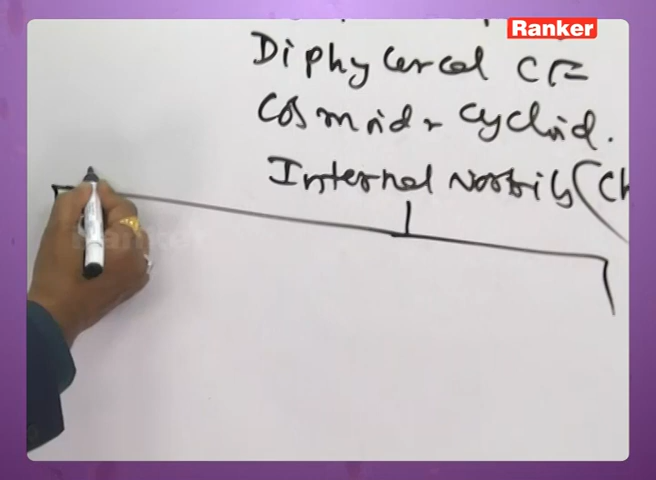 Ranker
Diphycercal CF
Cosmoid + cycloid.
Internal Nostrils (Ch